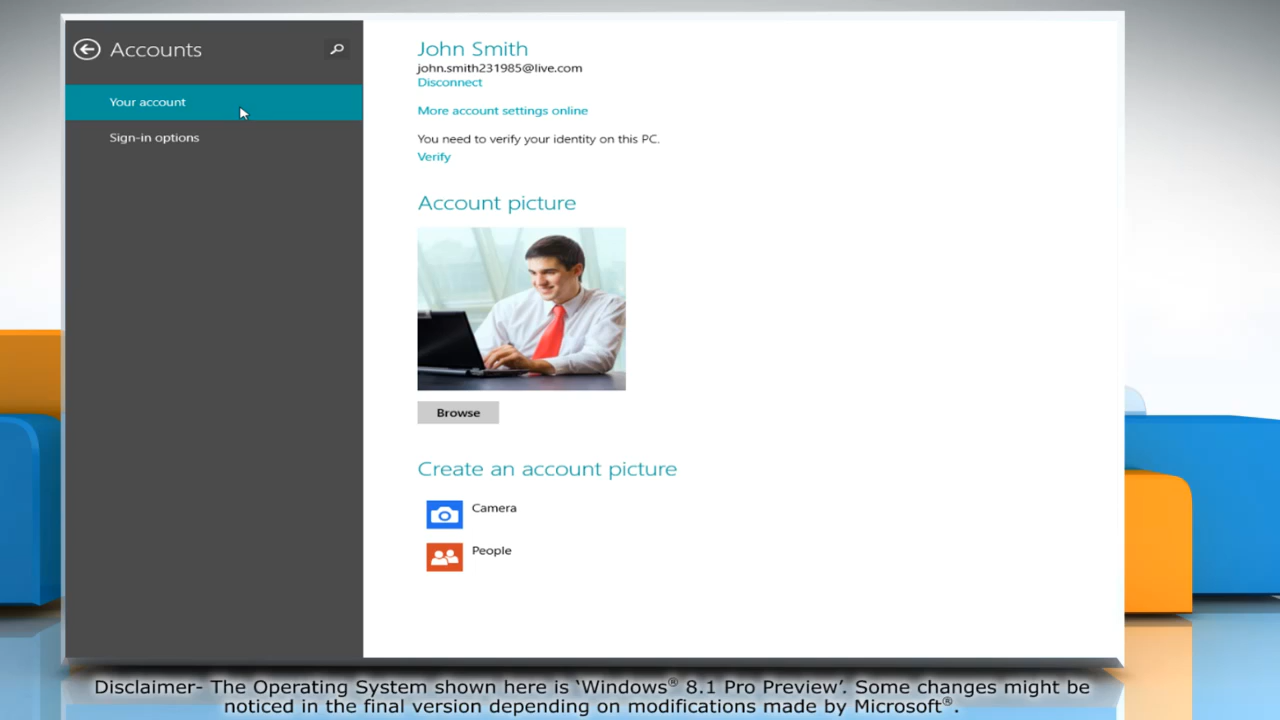 Accounts
Your account
Sign-in options
John Smith
john.smith231985@live.com
Disconnect
More account settings online
You need to verify your identity on this PC.
Verify
Account picture
Browse
Create an account picture
Camera
People
Disclaimer- The Operating System shown here is ‘Windows® 8.1 Pro Preview’. Some changes might be
noticed in the final version depending on modifications made by Microsoft®.